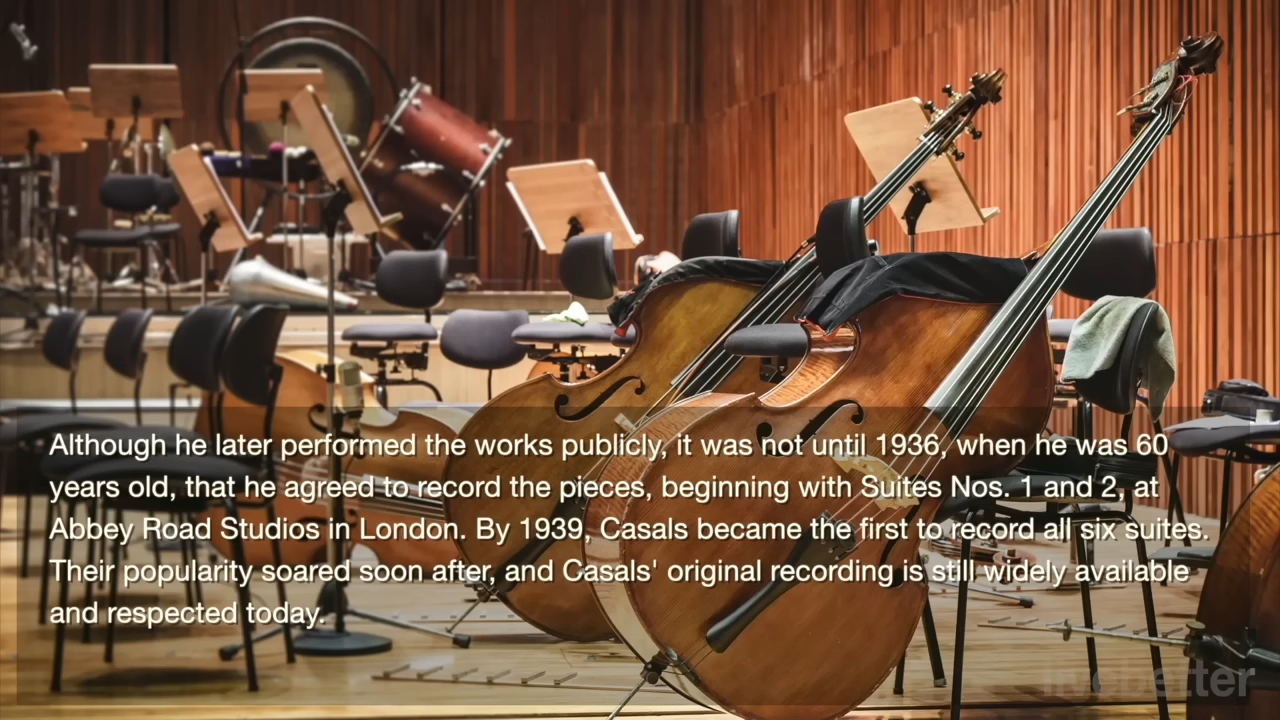 Although he later performed the works publicly, it was not until 1936, when he was 60
years old, that he agreed to record the pieces, beginning with Suites Nos. 1 and 2, at
Abbey Road Studios in London. By 1939, Casals became the first to record all six suites.
Their popularity soared soon after, and Casals' original recording is still widely available
and respected today.
livebetter